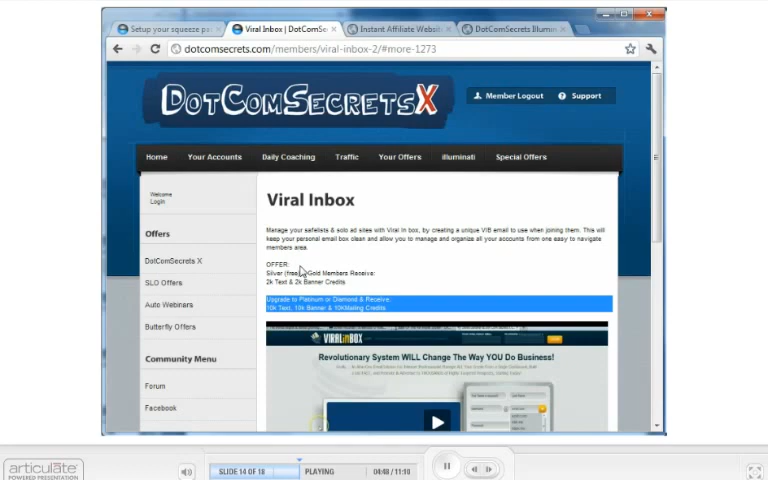 Setup your squeeze pa
Viral Inbox | DotComSec
Instant Affiliate Website
DotComSecrets Illumin
dotcomsecrets.com/members/viral-inbox-2/#more-1273
DotComSecretsX
Member Logout
Support
Home
Your Accounts
Daily Coaching
Traffic
Your Offers
illuminati
Special Offers
Welcome
Login
Offers
DotComSecrets X
SLO Offers
Auto Webinars
Butterfly Offers
Community Menu
Forum
Facebook
Viral Inbox
Manage your safelists & solo ad sites with Viral In box, by creating a unique VIB email to use when joining them. This will
keep your personal email box clean and allow you to manage and organize all your accounts from one easy to navigate
members area.
OFFER:
Silver (free) Gold Members Receive:
2k Text & 2k Banner Credits
Upgrade to Platinum or Diamond & Receive:
10k Text, 10k Banner & 10KMailing Credits
VIRALinBOX
Revolutionary System WILL Change The Way YOU Do Business!
articulate
POWERED PRESENTATION
SLIDE 14 OF 18
PLAYING
04:48 / 11:10